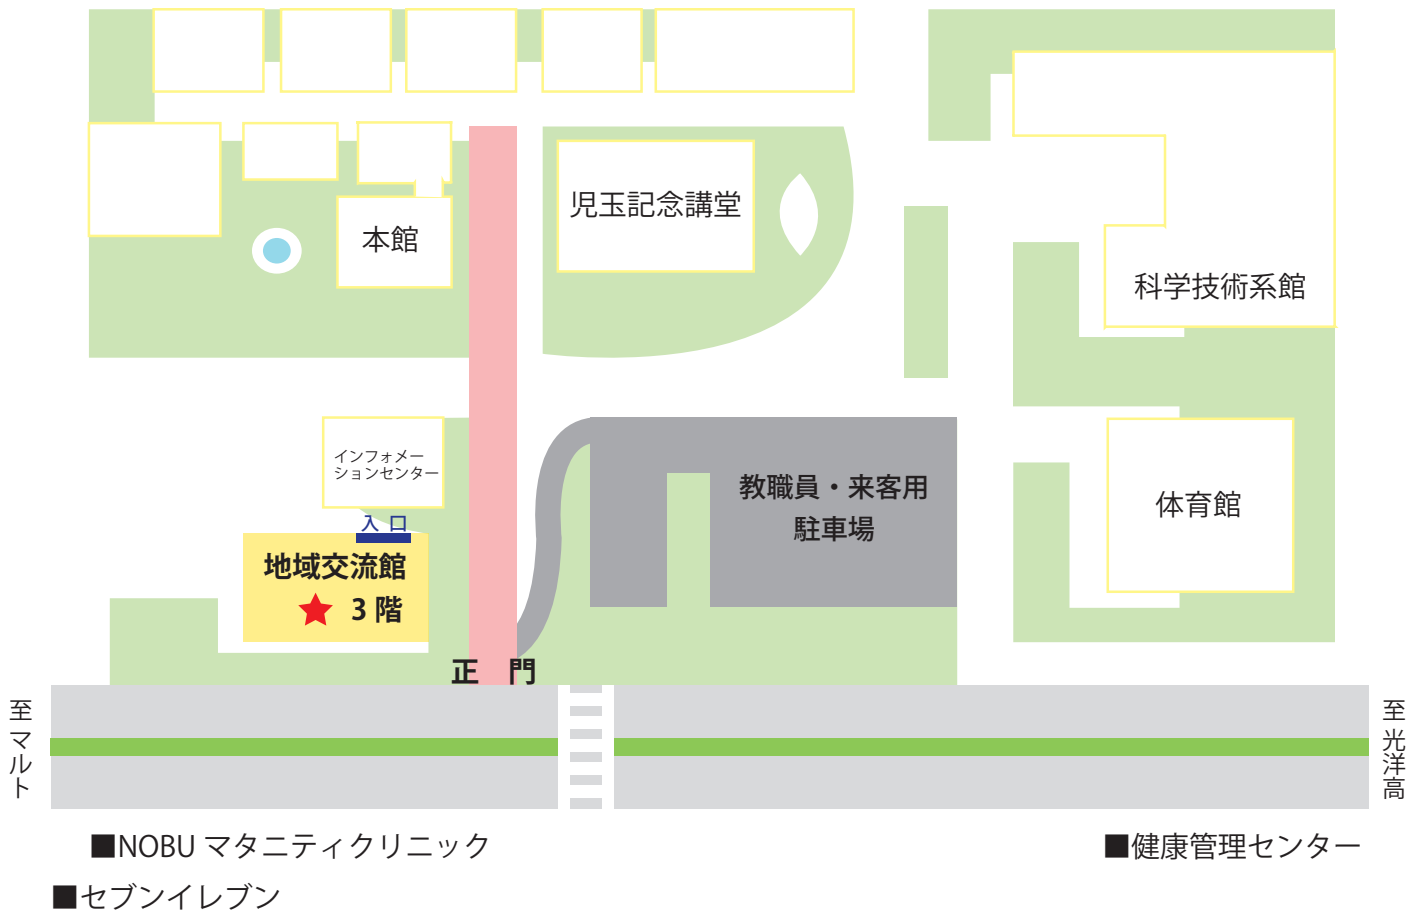 児玉記念講堂
本館
科学技術系館
インフォメー
ションセンター
教職員・来客用
駐車場
体育館
入 口
地域交流館
★ 3 階
正 門
至 マルト
至 光洋高
■NOBU マタニティクリニック
■健康管理センター
■セブンイレブン